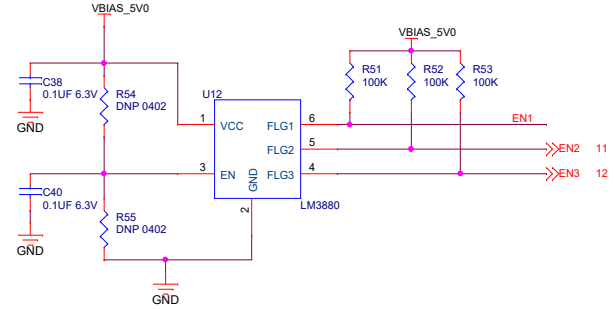 VBIAS_5V0
VBIAS_5V0
C38
0.1UF 6.3V
GND
R54
DNP 0402
R51
100K
R52
100K
R53
100K
U12
1
VCC
FLG1
6
EN1
FLG2
5
EN2 11
3
EN
FLG3
4
EN3 12
GND
2
LM3880
C40
0.1UF 6.3V
GND
R55
DNP 0402
GND